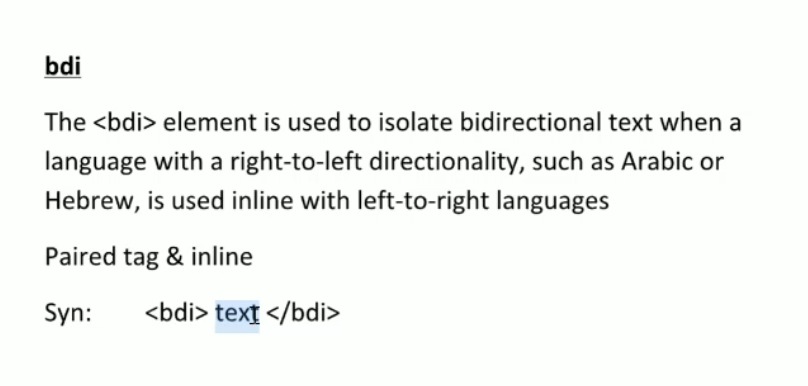 bdi
The <bdi> element is used to isolate bidirectional text when a
language with a right-to-left directionality, such as Arabic or
Hebrew, is used inline with left-to-right languages
Paired tag & inline
Syn: <bdi> text </bdi>